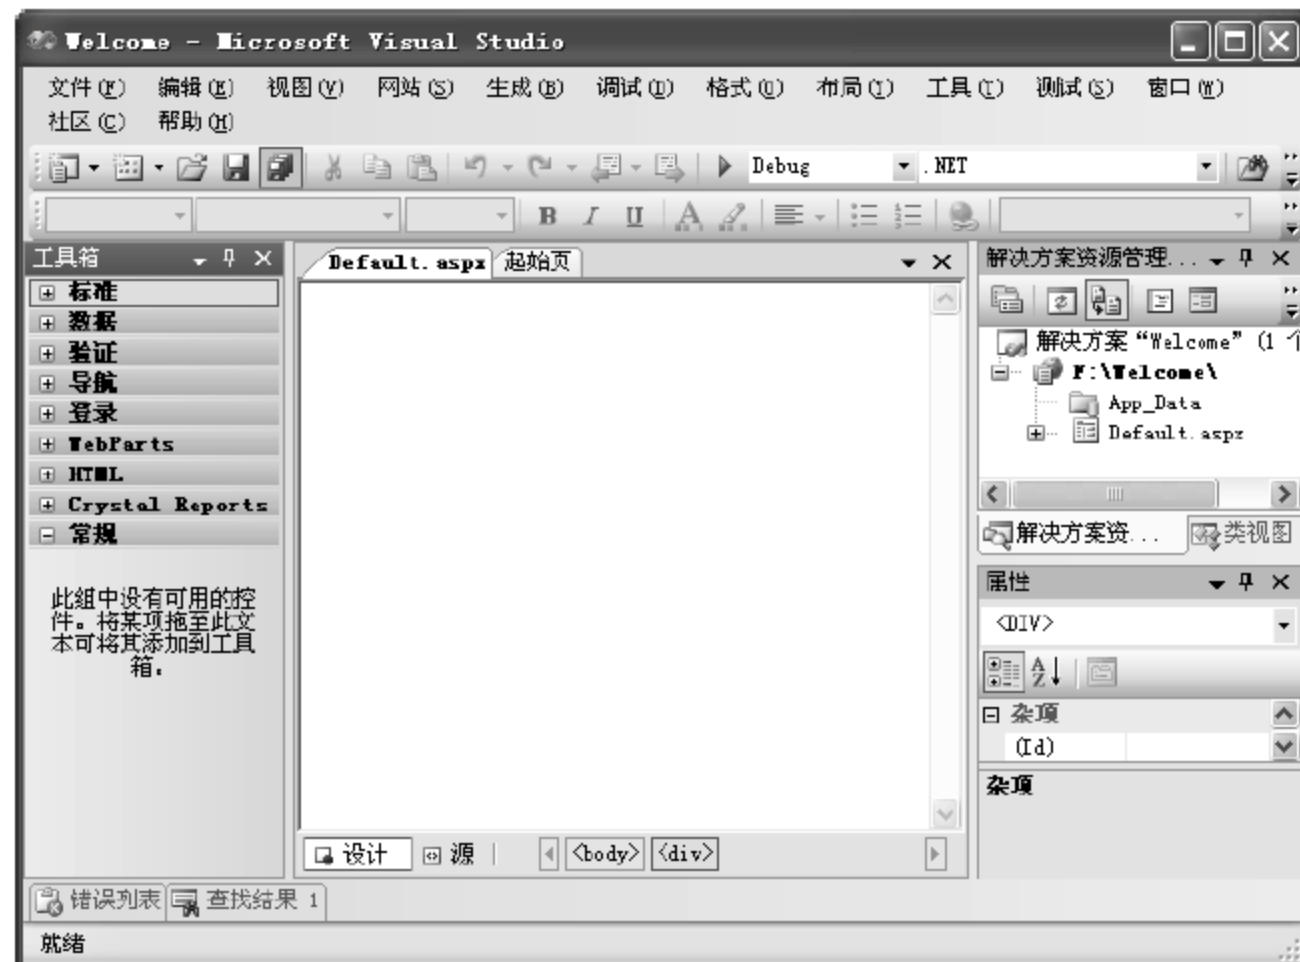 Welcome - Microsoft Visual Studio
文件(F) 编辑(E) 视图(V) 网站(S) 生成(B) 调试(D) 格式(O) 布局(I) 工具(T) 测试(S) 窗口(W)
社区(C) 帮助(H)
Debug .NET
B I U A
工具箱
Default.aspx 起始页
解决方案资源管理...
标准
数据
验证
导航
登录
WebParts
HTML
Crystal Reports
常规
此组中没有可用的控
件。将某项拖至此文
本可将其添加到工具
箱。
解决方案“Welcome” (1 个
F:\Welcome\
App_Data
Default.aspx
解决方案资... 类视图
属性
<DIV>
杂项
(Id)
杂项
设计 源 <body> <div>
错误列表 查找结果 1
就绪